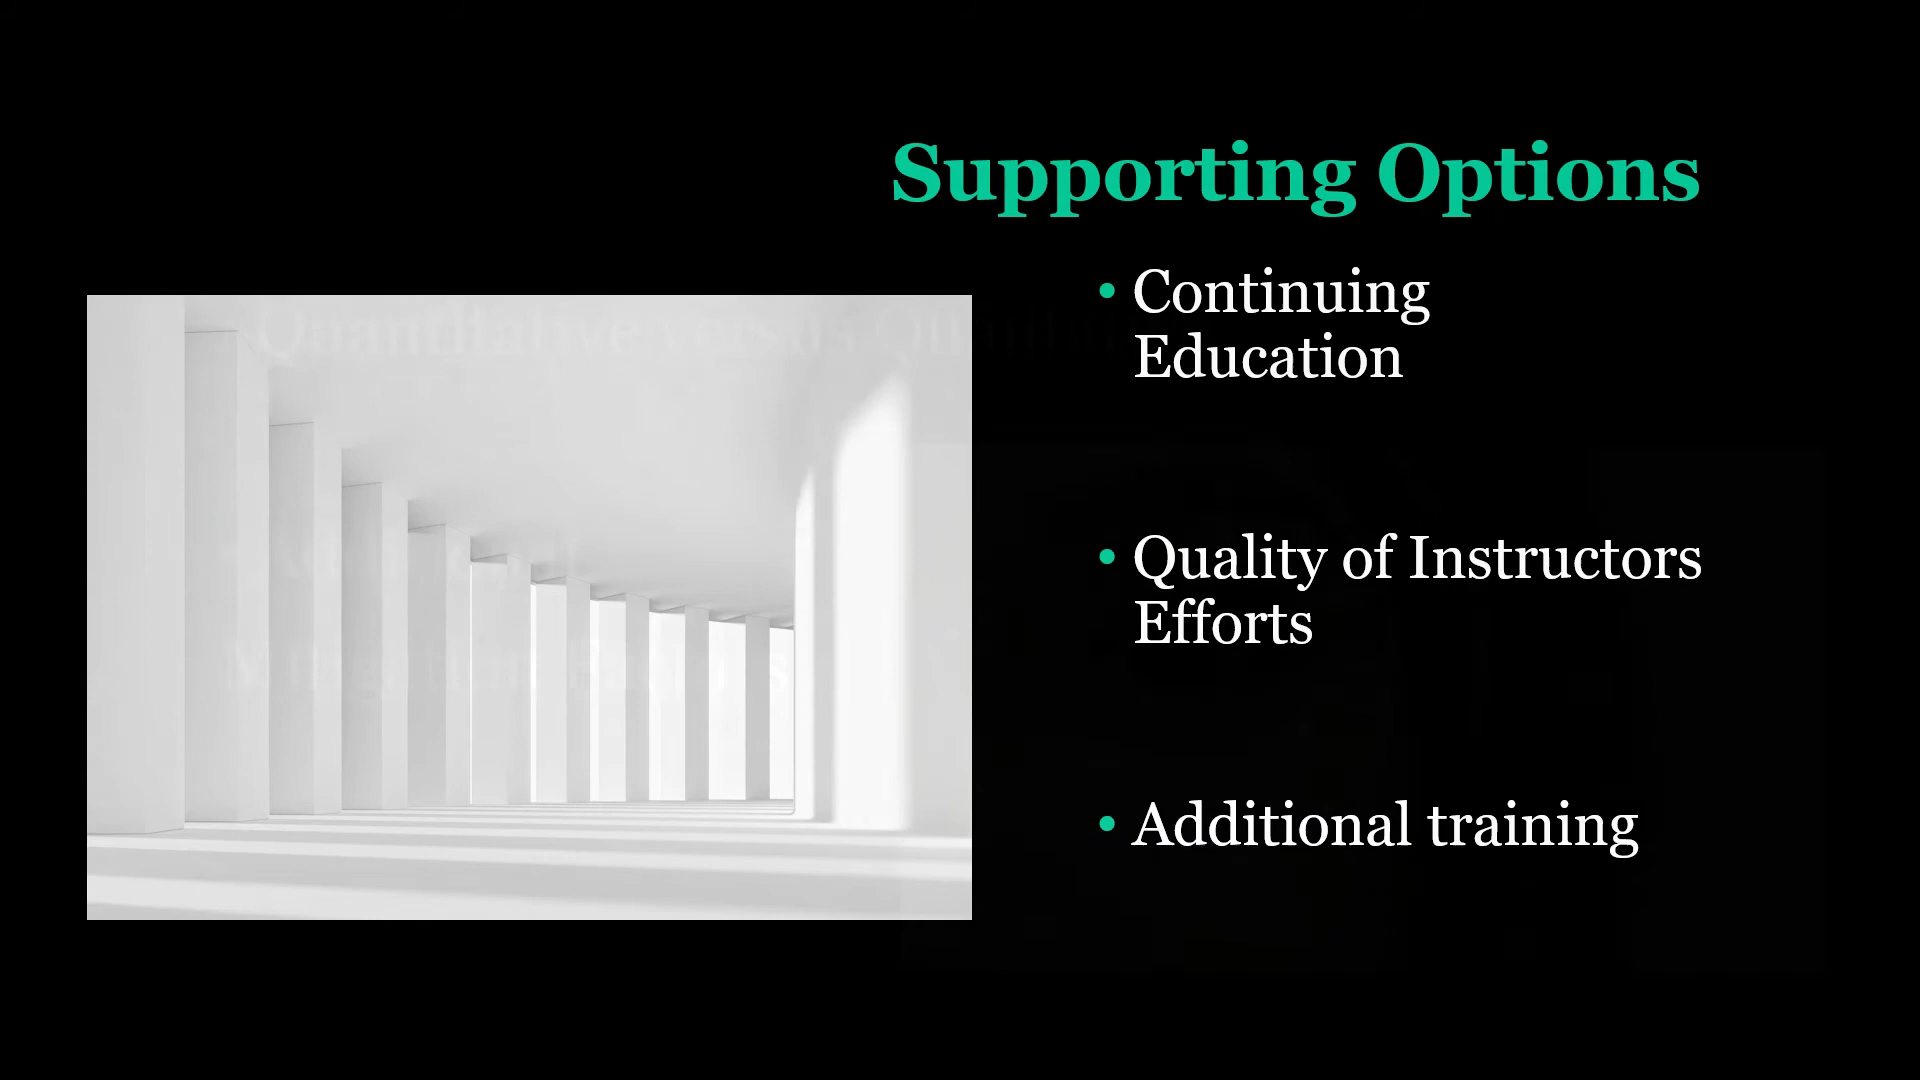 Supporting Options
• Continuing
Education
• Quality of Instructors
Efforts
• Additional training